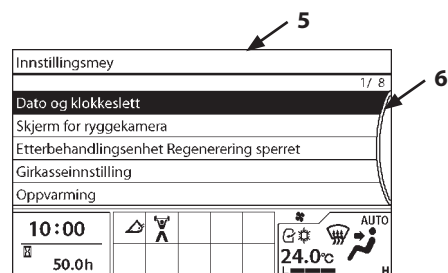 5
Innstillingsmey
1/ 8
6
Dato og klokkeslett
Skjerm for ryggekamera
Etterbehandlingsenhet Regenerering sperret
Girkasseinnstilling
Oppvarming
10:00
AUTO
24.0°c
50.0h
L H